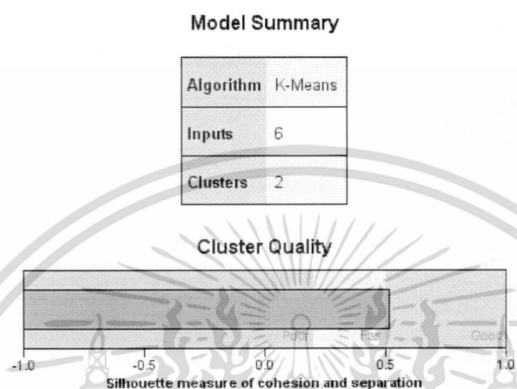 Model Summary
Algorithm K-Means
Inputs 6
Clusters 2
Cluster Quality
Poor Fair Good
-1.0 -0.5 0.0 0.5 1.0
Silhouette measure of cohesion and separation